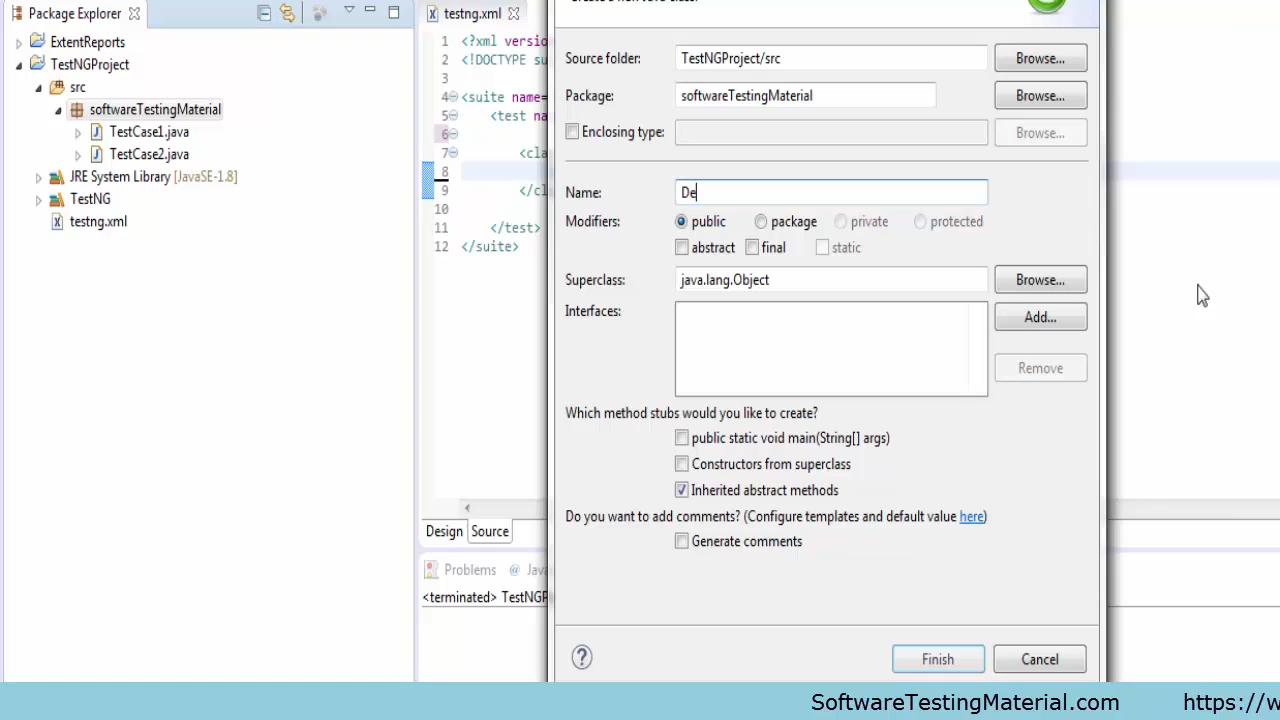 Package Explorer
ExtentReports
TestNGProject
src
softwareTestingMaterial
TestCase1.java
TestCase2.java
JRE System Library [JavaSE-1.8]
TestNG
testng.xml
testng.xml
1 <?xml versio
2 <!DOCTYPE su
3
4 <suite name=
5 <test na
6
7 <cla
8
9 </cl
10
11 </test>
12 </suite>
Design Source
Problems @ Java
<terminated> TestNGP
Source folder: TestNGProject/src Browse...
Package: softwareTestingMaterial Browse...
Enclosing type: Browse...
Name: De
Modifiers: public package private protected
abstract final static
Superclass: java.lang.Object Browse...
Interfaces: Add...
Remove
Which method stubs would you like to create?
public static void main(String[] args)
Constructors from superclass
Inherited abstract methods
Do you want to add comments? (Configure templates and default value here)
Generate comments
? Finish Cancel
SoftwareTestingMaterial.com https://w